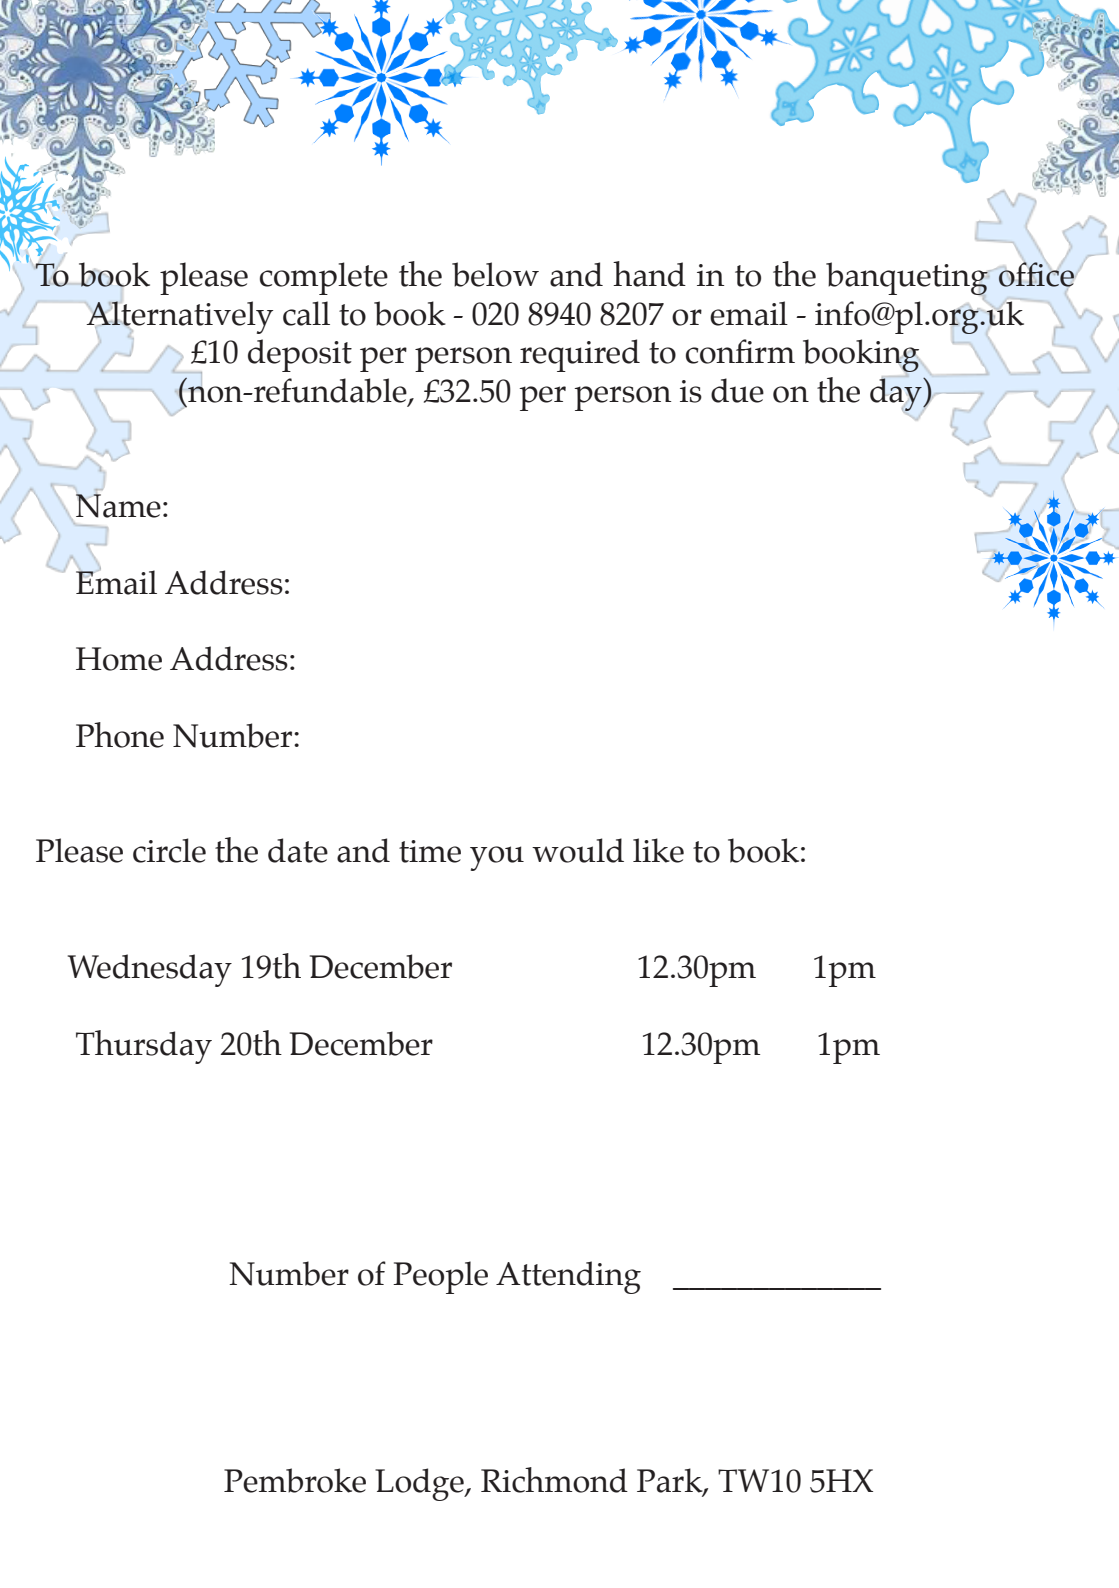 To book please complete the below and hand in to the banqueting office
Alternatively call to book - 020 8940 8207 or email - info@pl.org.uk
£10 deposit per person required to confirm booking
(non-refundable, £32.50 per person is due on the day)
Name:
Email Address:
Home Address:
Phone Number:
Please circle the date and time you would like to book:
Wednesday 19th December 12.30pm 1pm
Thursday 20th December 12.30pm 1pm
Number of People Attending _____________
Pembroke Lodge, Richmond Park, TW10 5HX